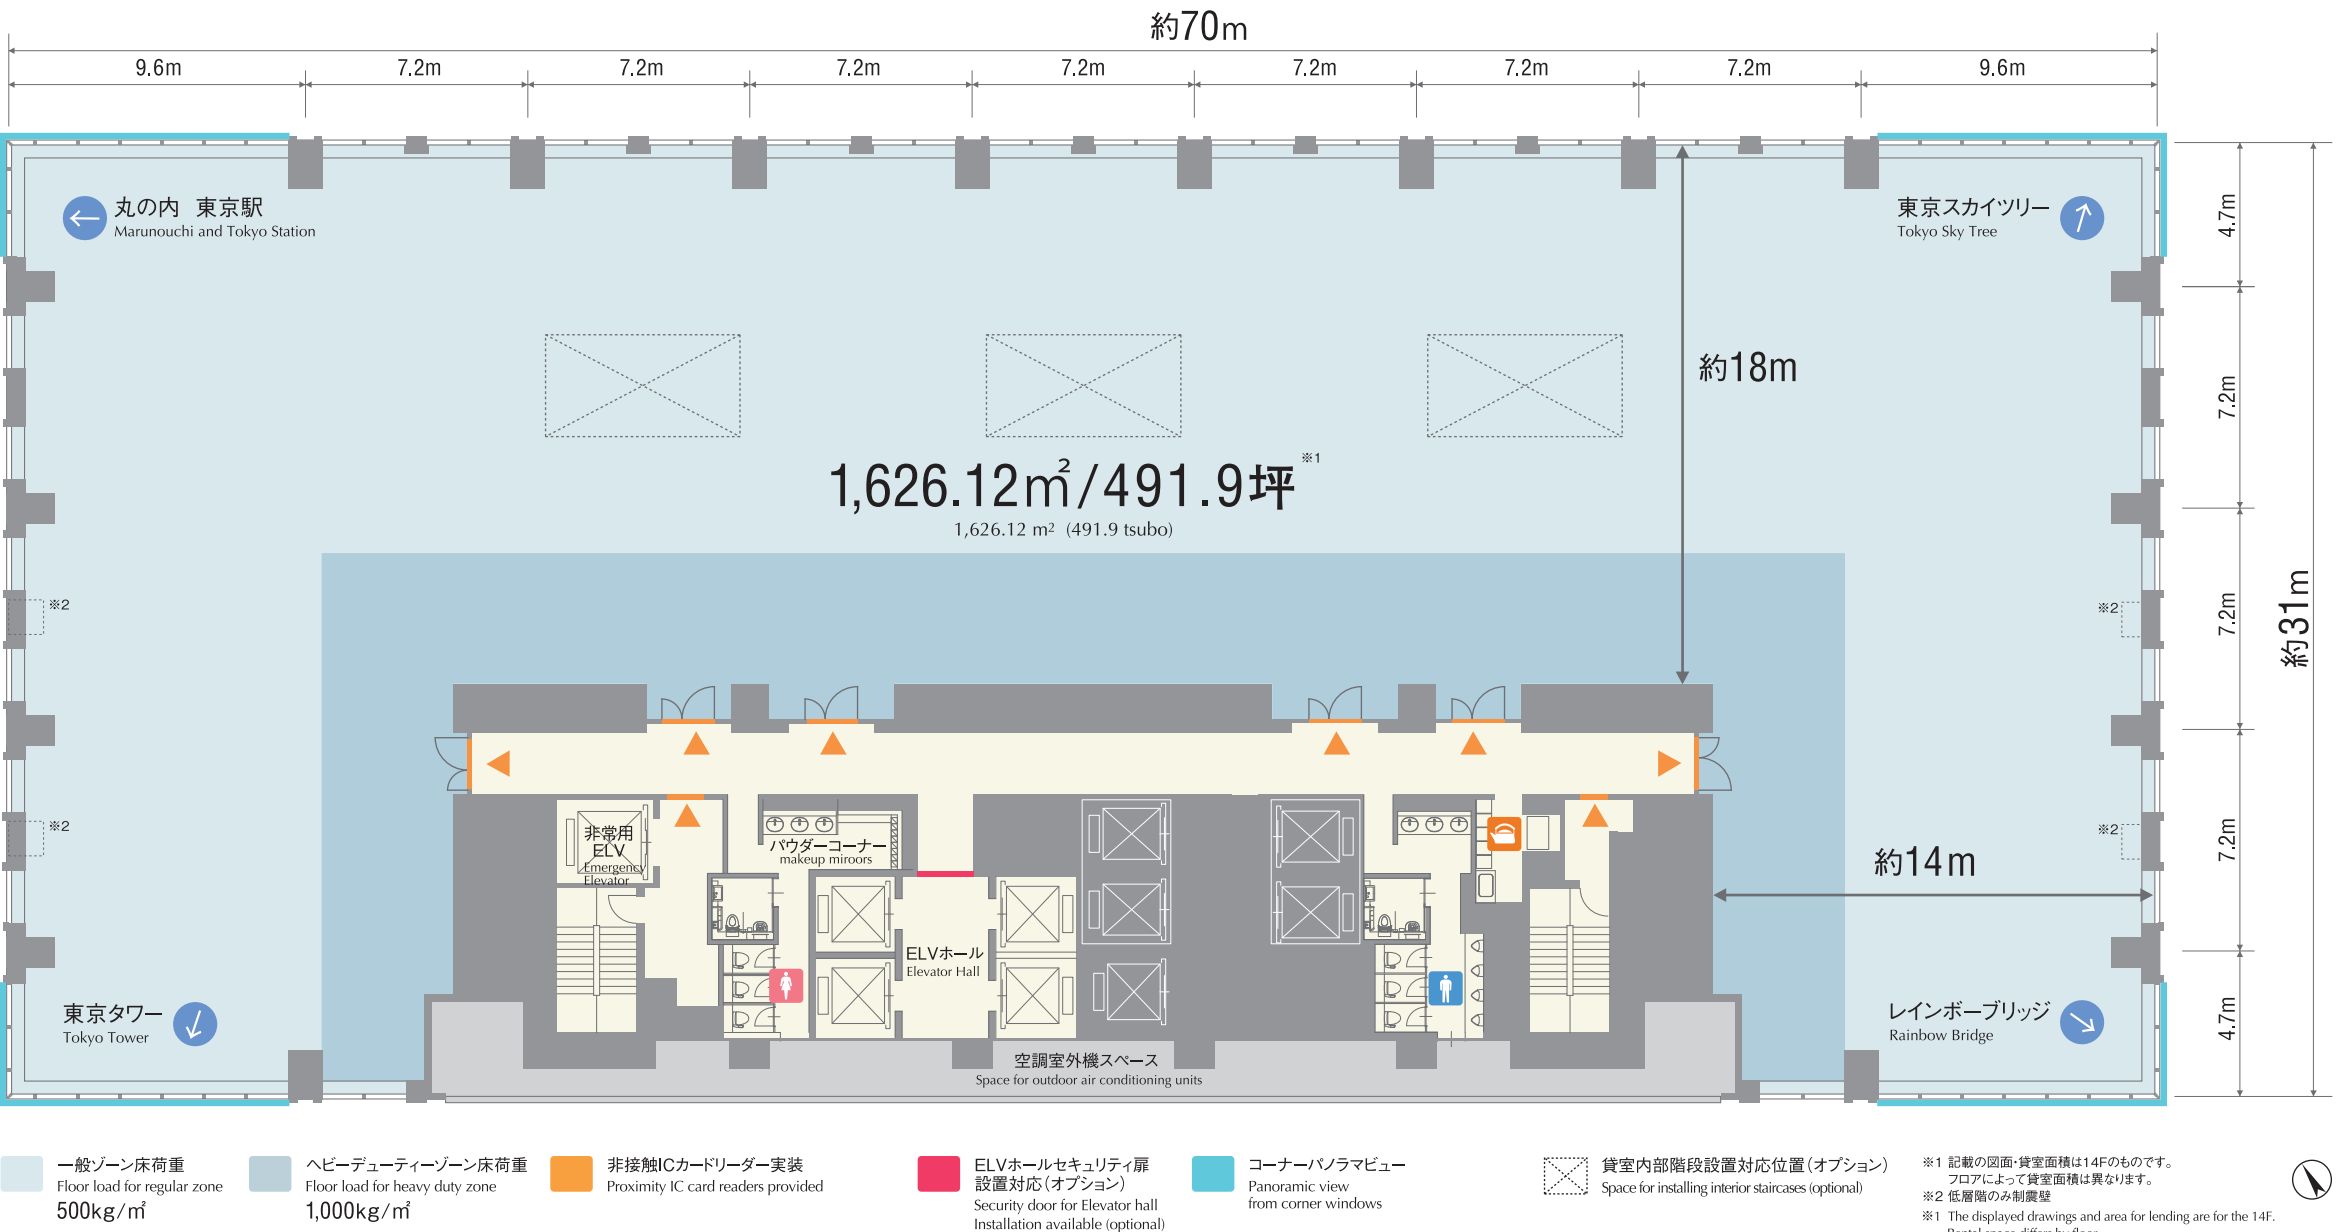 約70m
9.6m
7.2m
7.2m
7.2m
7.2m
7.2m
7.2m
7.2m
9.6m
丸の内 東京駅
Marunouchi and Tokyo Station
東京スカイツリー
Tokyo Sky Tree
4.7m
7.2m
7.2m
7.2m
4.7m
約31m
約18m
1,626.12㎡/491.9坪 ※1
1,626.12 m² (491.9 tsubo)
※2
※2
※2
※2
約14m
非常用
ELV
Emergency
Elevator
パウダーコーナー
makeup miroors
ELVホール
Elevator Hall
東京タワー
Tokyo Tower
レインボーブリッジ
Rainbow Bridge
空調室外機スペース
Space for outdoor air conditioning units
一般ゾーン床荷重
Floor load for regular zone
500kg/㎡
ヘビーデューティーゾーン床荷重
Floor load for heavy duty zone
1,000kg/㎡
非接触ICカードリーダー実装
Proximity IC card readers provided
ELVホールセキュリティ扉
設置対応(オプション)
Security door for Elevator hall
Installation available (optional)
コーナーパノラマビュー
Panoramic view
from corner windows
貸室内部階段設置対応位置(オプション)
Space for installing interior staircases (optional)
※1 記載の図面・貸室面積は14Fのものです。
フロアによって貸室面積は異なります。
※2 低層階のみ制震壁
※1 The displayed drawings and area for lending are for the 14F.
Rental space differs by floor.